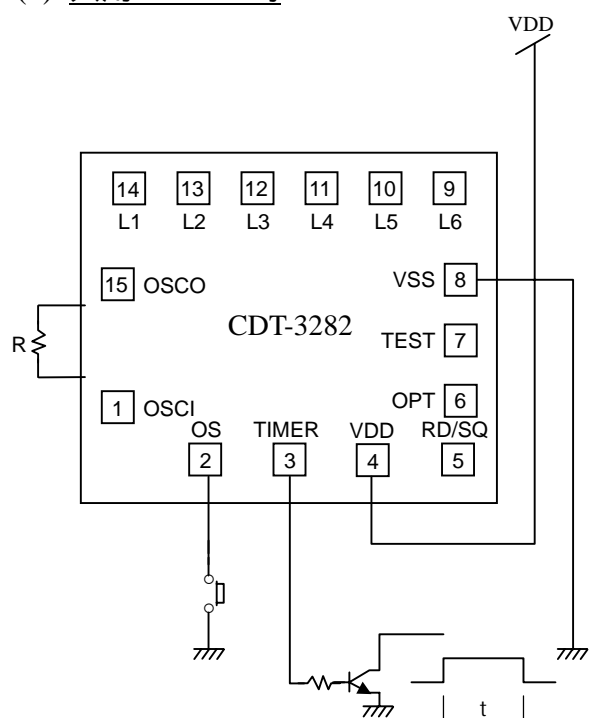 VDD
14 13 12 11 10 9
L1 L2 L3 L4 L5 L6
15 OSCO
VSS 8
CDT-3282
R
TEST 7
1 OSCI
OPT 6
OS TIMER VDD RD/SQ
2 3 4 5
t